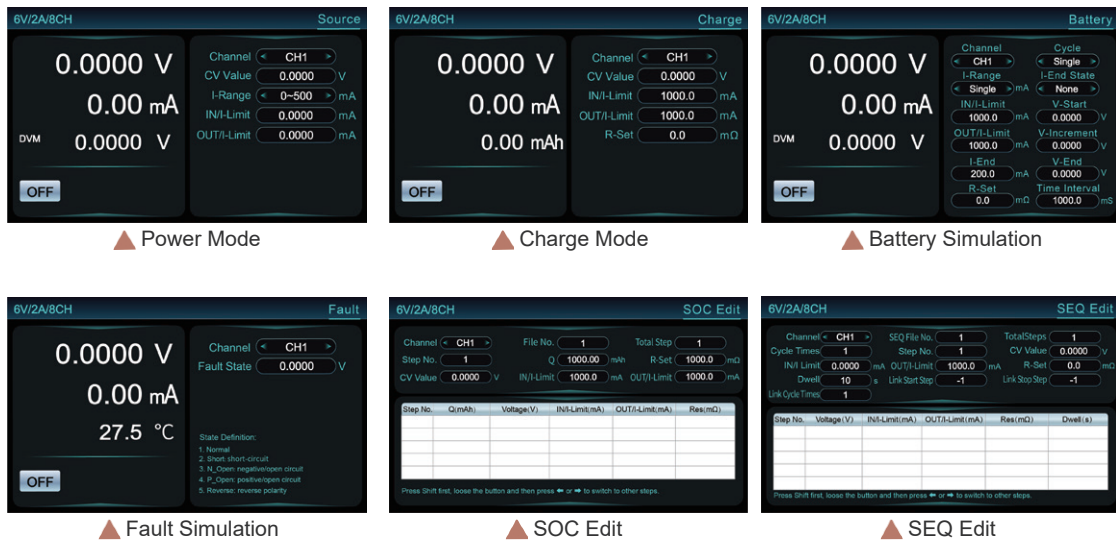 6V/2A/8CH Source
0.0000 V
0.00 mA
DVM 0.0000 V
OFF
Channel < CH1 >
CV Value 0.0000 V
I-Range < 0~500 > mA
IN/I-Limit 0.0000 mA
OUT/I-Limit 0.0000 mA
▲ Power Mode
6V/2A/8CH Charge
0.0000 V
0.00 mA
0.00 mAh
OFF
Channel < CH1 >
CV Value 0.0000 V
IN/I-Limit 1000.0 mA
OUT/I-Limit 1000.0 mA
R-Set 0.0 mΩ
▲ Charge Mode
6V/2A/8CH Battery
0.0000 V
0.00 mA
DVM 0.0000 V
OFF
Channel Cycle
< CH1 > < Single >
I-Range I-End State
< Single > mA < None >
IN/I-Limit V-Start
1000.0 mA 0.0000 V
OUT/I-Limit V-Increment
1000.0 mA 0.0000 V
I-End V-End
200.0 mA 0.0000 V
R-Set Time Interval
0.0 mΩ 1000.0 mS
▲ Battery Simulation
6V/2A/8CH Fault
0.0000 V
0.00 mA
27.5 °C
OFF
Channel < CH1 >
Fault State 0.0000 V
State Definition:
1. Normal
2. Short: short-circuit
3. N_Open: negative/open circuit
4. P_Open: positive/open circuit
5. Reverse: reverse polarity
▲ Fault Simulation
6V/2A/8CH SOC Edit
Channel < CH1 > File No. 1 Total Step 1
Step No. 1 Q 1000.00 mAh R-Set 1000.0 mΩ
CV Value 0.0000 V IN/I-Limit 1000.0 mA OUT/I-Limit 1000.0 mA
Step No. Q(mAh) Voltage(V) IN/I-Limit(mA) OUT/I-Limit(mA) Res(mΩ)
Press Shift first, loose the button and then press ← or → to switch to other steps.
▲ SOC Edit
6V/2A/8CH SEQ Edit
Channel < CH1 > SEQ File No. 1 TotalSteps 1
Cycle Times 1 Step No. 1 CV Value 0.0000 V
IN/I Limit 0.0000 mA OUT/I-Limit 0.0000 mA R-Set 0.0 mΩ
Dwell 10 s Link Start Step -1 Link Stop Step -1
Link Cycle Times 1
Step No. Voltage(V) IN/I-Limit(mA) OUT/I-Limit(mA) Res(mΩ) Dwell(s)
Press Shift first, loose the button and then press ← or → to switch to other steps.
▲ SEQ Edit